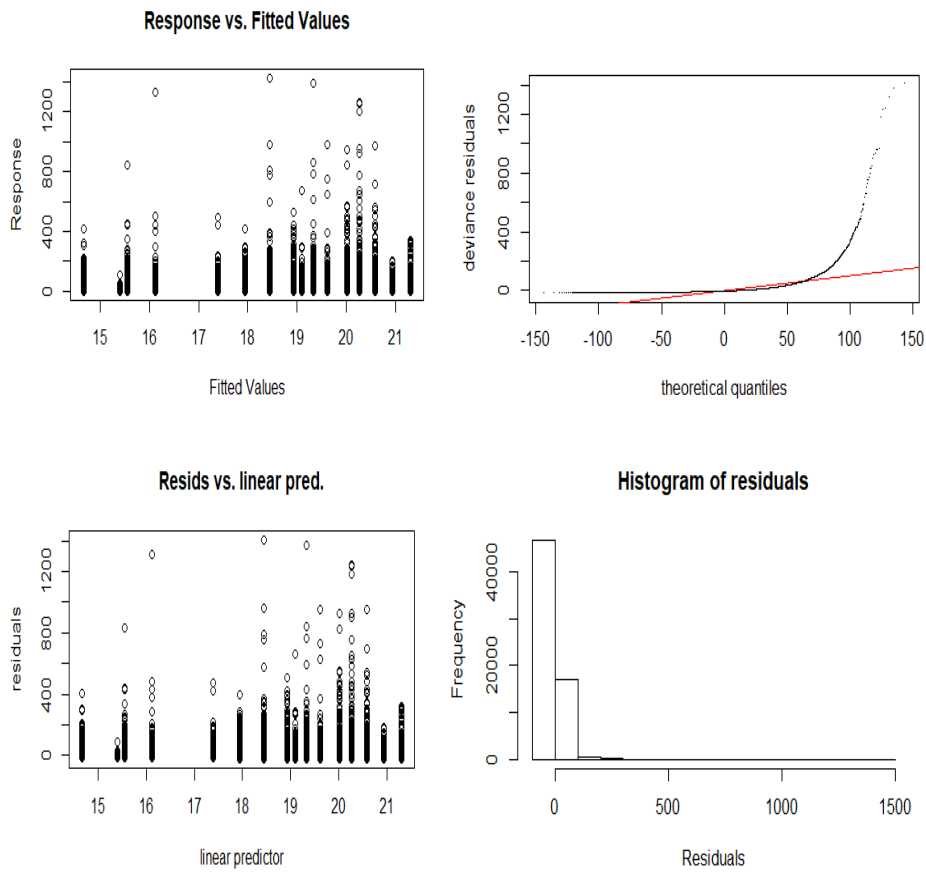 Response vs. Fitted Values
Response
0 400 800 1200
15 16 17 18 19 20 21
Fitted Values
deviance residuals
0 400 800 1200
-150 -100 -50 0 50 100 150
theoretical quantiles
Resids vs. linear pred.
residuals
0 400 800 1200
15 16 17 18 19 20 21
linear predictor
Histogram of residuals
Frequency
0 20000 40000
0 500 1000 1500
Residuals